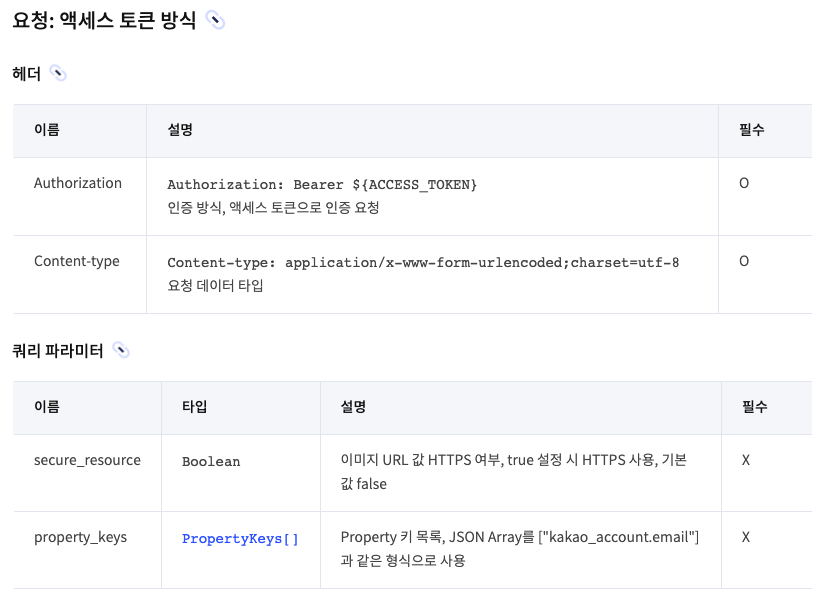 요청: 액세스 토큰 방식
헤더
이름 설명 필수
Authorization Authorization: Bearer ${ACCESS_TOKEN} O
인증 방식, 액세스 토큰으로 인증 요청
Content-type Content-type: application/x-www-form-urlencoded;charset=utf-8 O
요청 데이터 타입
쿼리 파라미터
이름 타입 설명 필수
secure_resource Boolean 이미지 URL 값 HTTPS 여부, true 설정 시 HTTPS 사용, 기본 X
값 false
property_keys PropertyKeys[] Property 키 목록, JSON Array를 ["kakao_account.email"] X
과 같은 형식으로 사용